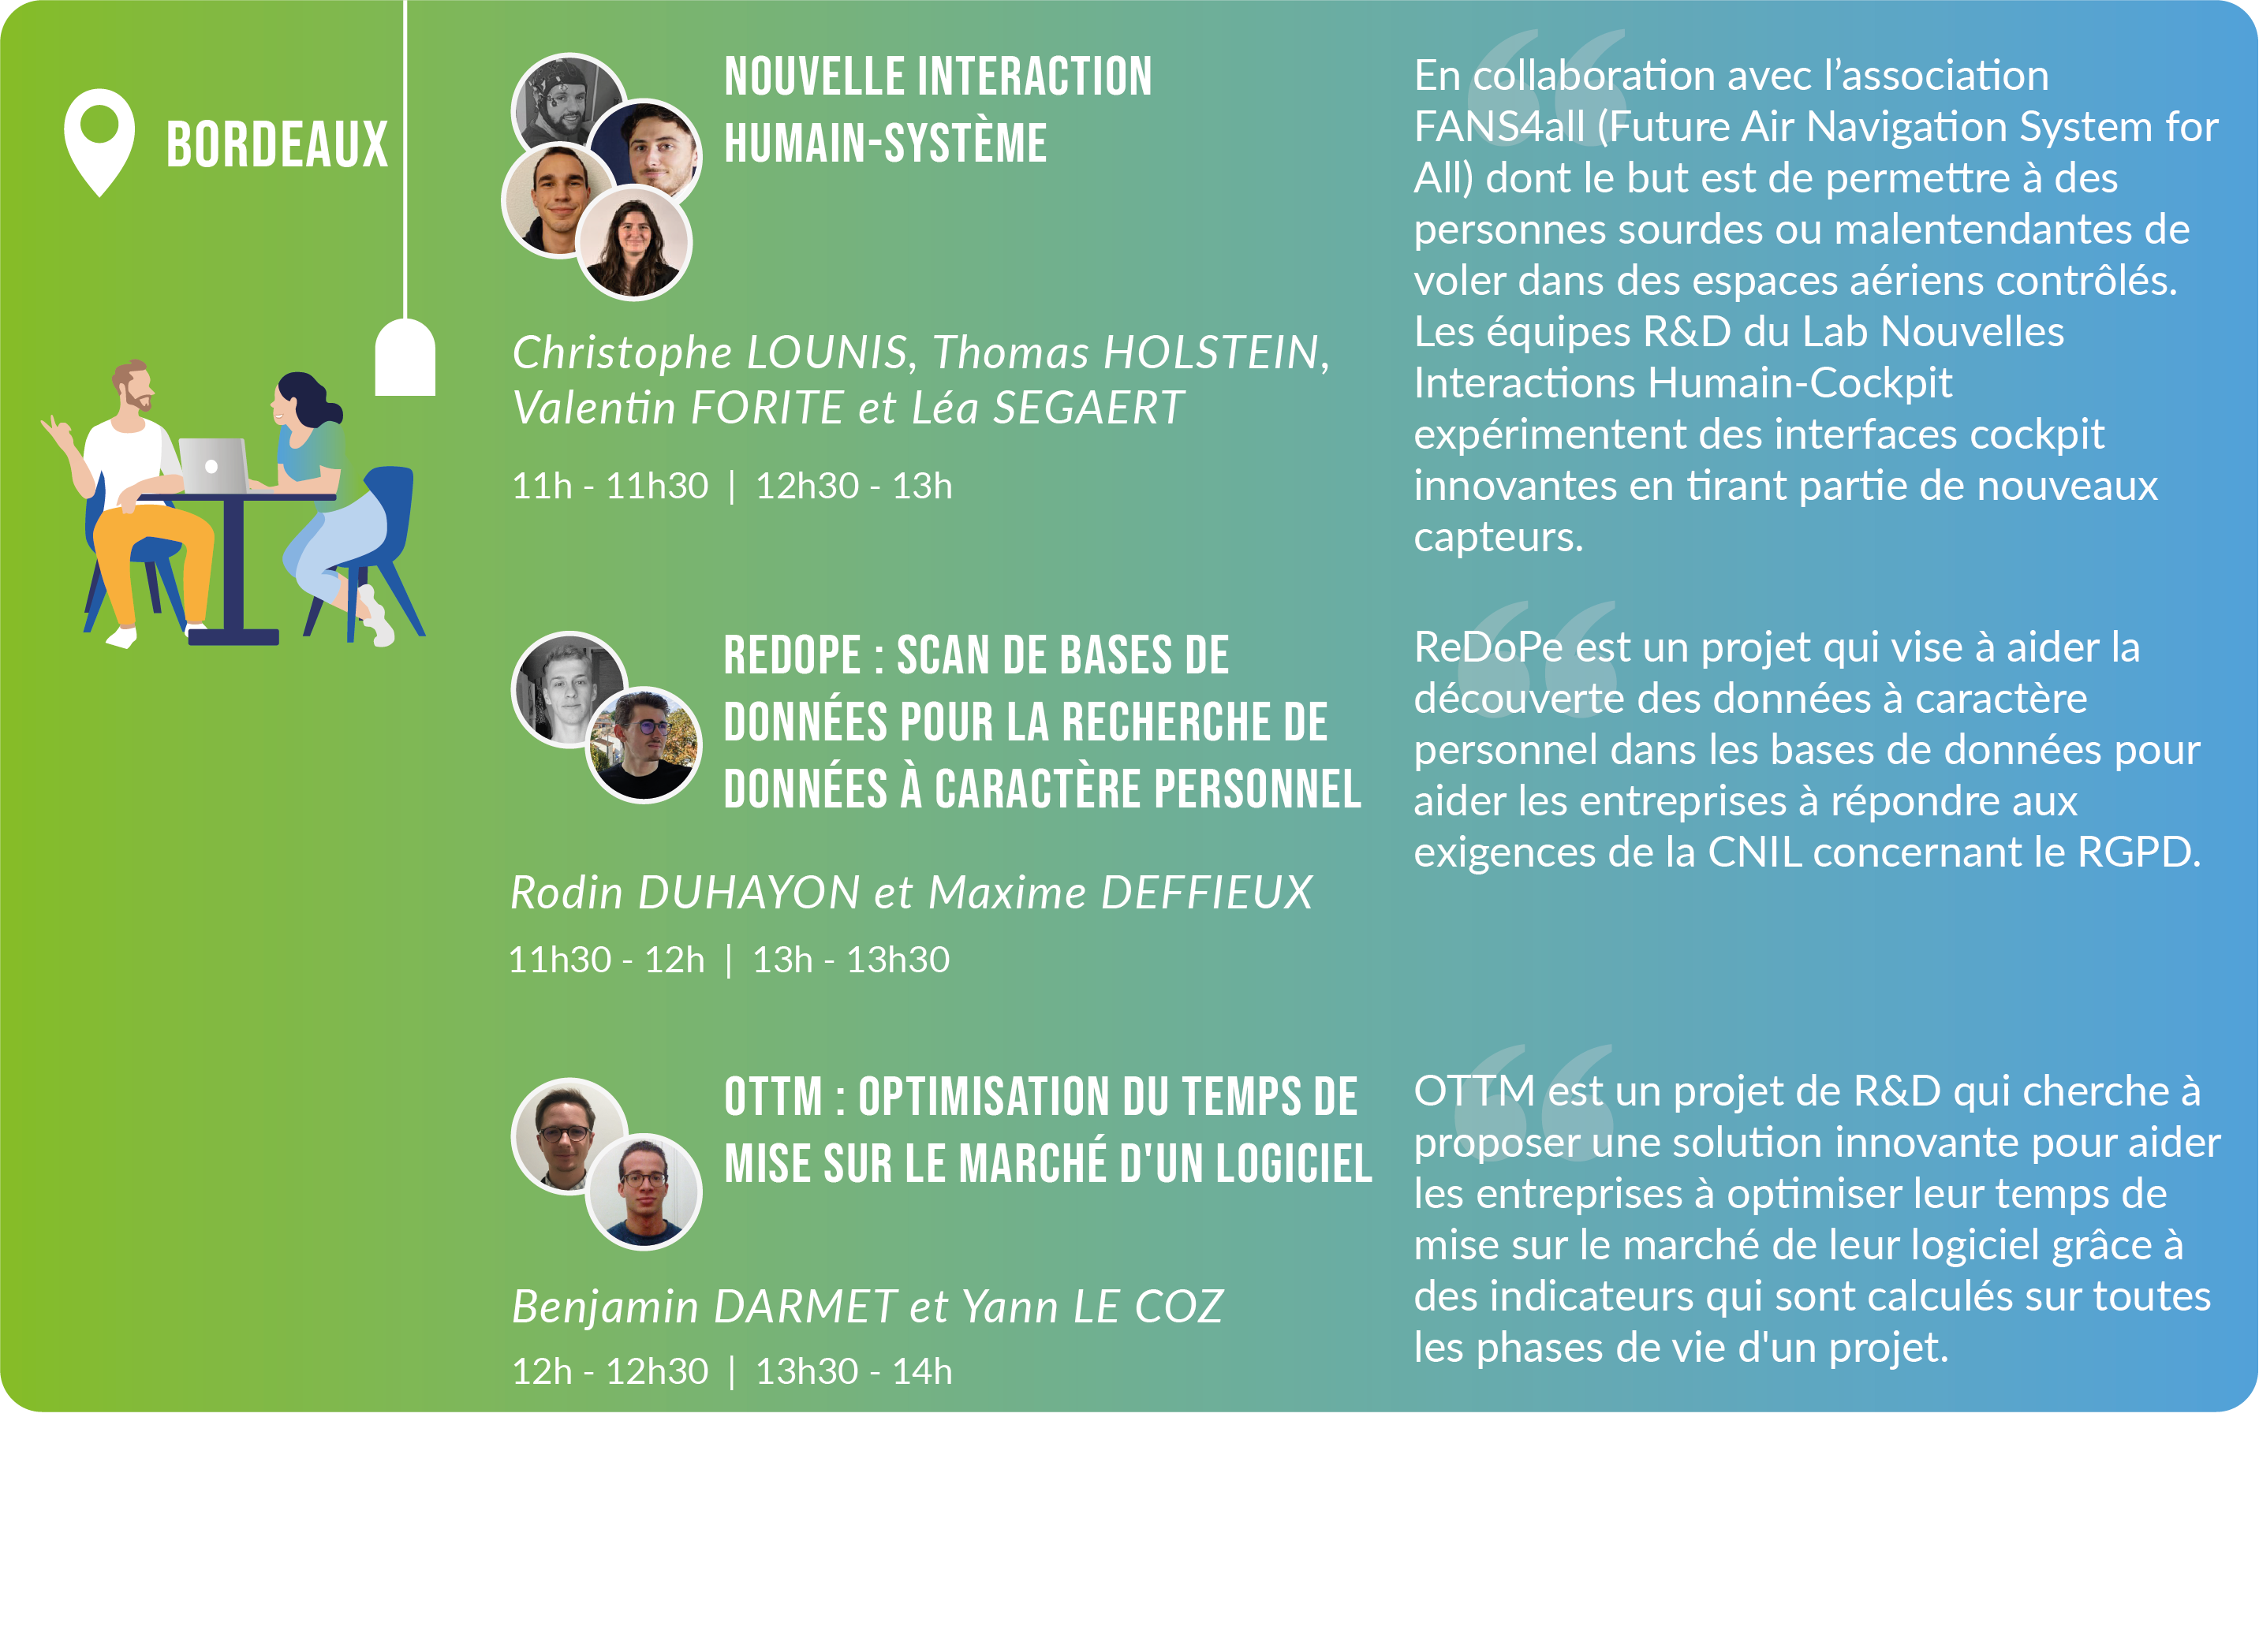 BORDEAUX
NOUVELLE INTERACTION
HUMAIN-SYSTÈME
Christophe LOUNIS, Thomas HOLSTEIN,
Valentin FORITE et Léa SEGAERT
11h - 11h30 | 12h30 - 13h
En collaboration avec l’association
FANS4all (Future Air Navigation System for
All) dont le but est de permettre à des
personnes sourdes ou malentendantes de
voler dans des espaces aériens contrôlés.
Les équipes R&D du Lab Nouvelles
Interactions Humain-Cockpit
expérimentent des interfaces cockpit
innovantes en tirant partie de nouveaux
capteurs.
REDOPE : SCAN DE BASES DE
DONNÉES POUR LA RECHERCHE DE
DONNÉES À CARACTÈRE PERSONNEL
Rodin DUHAYON et Maxime DEFFIEUX
11h30 - 12h | 13h - 13h30
ReDoPe est un projet qui vise à aider la
découverte des données à caractère
personnel dans les bases de données pour
aider les entreprises à répondre aux
exigences de la CNIL concernant le RGPD.
OTTM : OPTIMISATION DU TEMPS DE
MISE SUR LE MARCHÉ D'UN LOGICIEL
Benjamin DARMET et Yann LE COZ
12h - 12h30 | 13h30 - 14h
OTTM est un projet de R&D qui cherche à
proposer une solution innovante pour aider
les entreprises à optimiser leur temps de
mise sur le marché de leur logiciel grâce à
des indicateurs qui sont calculés sur toutes
les phases de vie d'un projet.